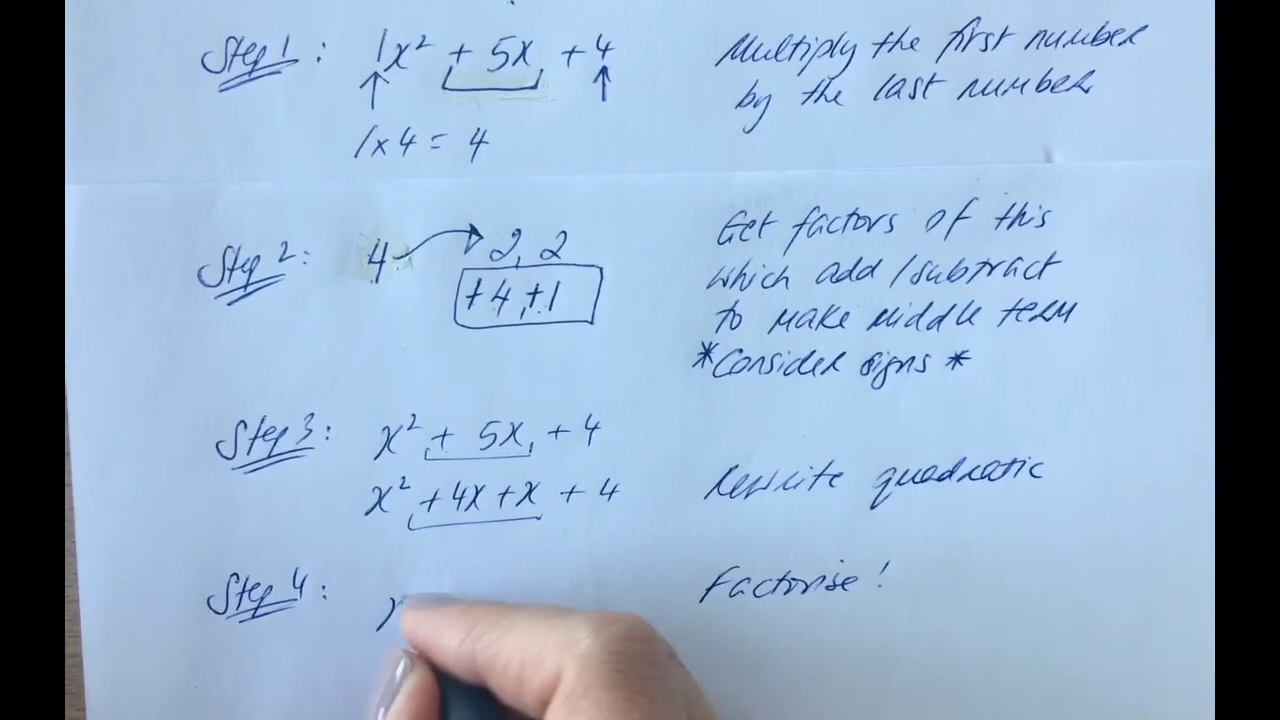 Step 1: 1x² + 5x + 4
Multiply the first number
by the last number
1 x 4 = 4
Step 2: 4 → 2, 2
+4, +1
Get factors of this
which add / subtract
to make middle term
*Consider signs*
Step 3: x² + 5x + 4
x² + 4x + x + 4
Rewrite quadratic
Step 4:
Factorise!